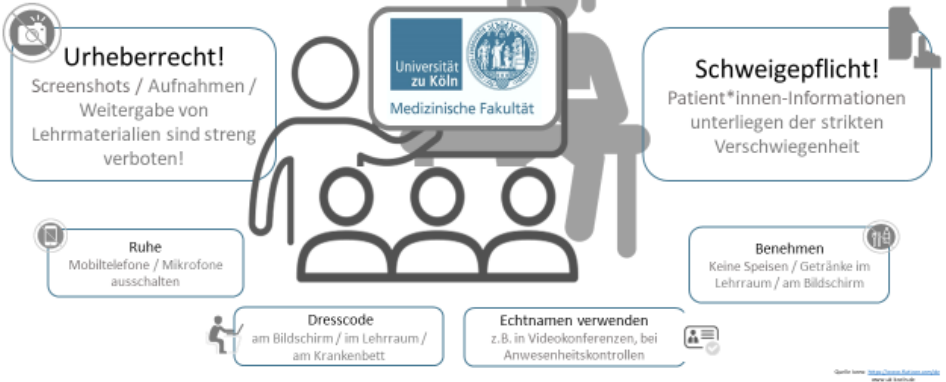 Universität
zu Köln
Medizinische Fakultät
Urheberrecht!
Screenshots / Aufnahmen /
Weitergabe von
Lehrmaterialien sind streng
verboten!
Schweigepflicht!
Patient*innen-Informationen
unterliegen der strikten
Verschwiegenheit
Ruhe
Mobiltelefone / Mikrofone
ausschalten
Benehmen
Keine Speisen / Getränke im
Lehrraum / am Bildschirm
Dresscode
am Bildschirm / im Lehrraum /
am Krankenbett
Echtnamen verwenden
z.B. in Videokonferenzen, bei
Anwesenheitskontrollen
Quelle Icons: